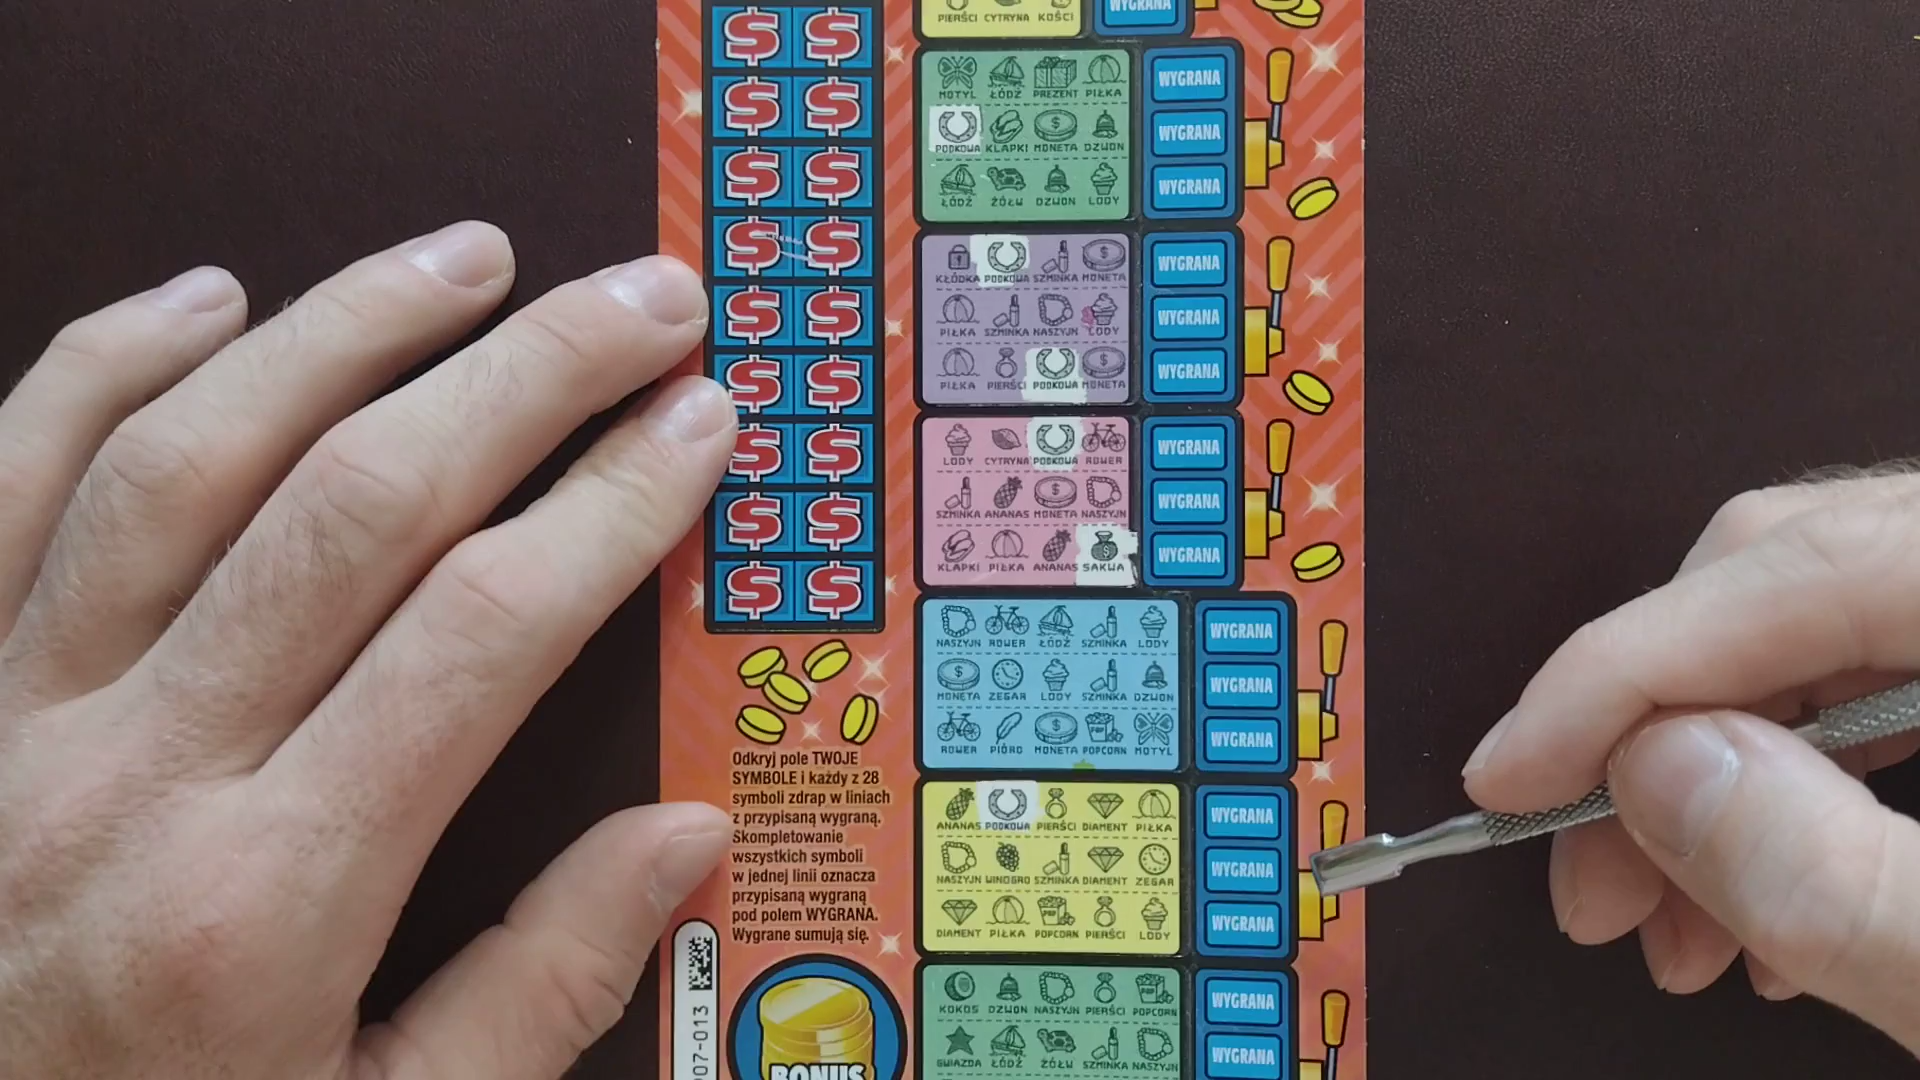 $ $
$ $
$ $
$ $
$ $
$ $
$ $
$ $
$ $
Odkryj pole TWOJE
SYMBOLE i każdy z 28
symboli zdrap w liniach
z przypisaną wygraną.
Skompletowanie
wszystkich symboli
w jednej linii oznacza
przypisaną wygraną
pod polem WYGRANA.
Wygrane sumują się.
007-013
BONUS
PIERŚCI CYTRYNA KOŚCI
WYGRANA
MOTYL ŁÓDŹ PREZENT PIŁKA
WYGRANA
PODKOWA KLAPKI MONETA DZWON
WYGRANA
ŁÓDŹ ŻÓŁW DZWON LODY
WYGRANA
KŁÓDKA PODKOWA SZMINKA MONETA
WYGRANA
PIŁKA SZMINKA NASZYJN LODY
WYGRANA
PIŁKA PIERŚCI PODKOWA MONETA
WYGRANA
LODY CYTRYNA PODKOWA ROWER
WYGRANA
SZMINKA ANANAS MONETA NASZYJN
WYGRANA
KLAPKI PIŁKA ANANAS SAKWA
WYGRANA
NASZYJN ROWER ŁÓDŹ SZMINKA LODY
WYGRANA
MONETA ZEGAR LODY SZMINKA DZWON
WYGRANA
ROWER PIÓRO MONETA POPCORN MOTYL
WYGRANA
ANANAS PODKOWA PIERŚCI DIAMENT PIŁKA
WYGRANA
NASZYJN WINOGRO SZMINKA DIAMENT ZEGAR
WYGRANA
DIAMENT PIŁKA POPCORN PIERŚCI LODY
WYGRANA
KOKOS DZWON NASZYJN PIERŚCI POPCORN
WYGRANA
GWIAZDA ŁÓDŹ ŻÓŁW SZMINKA NASZYJN
WYGRANA